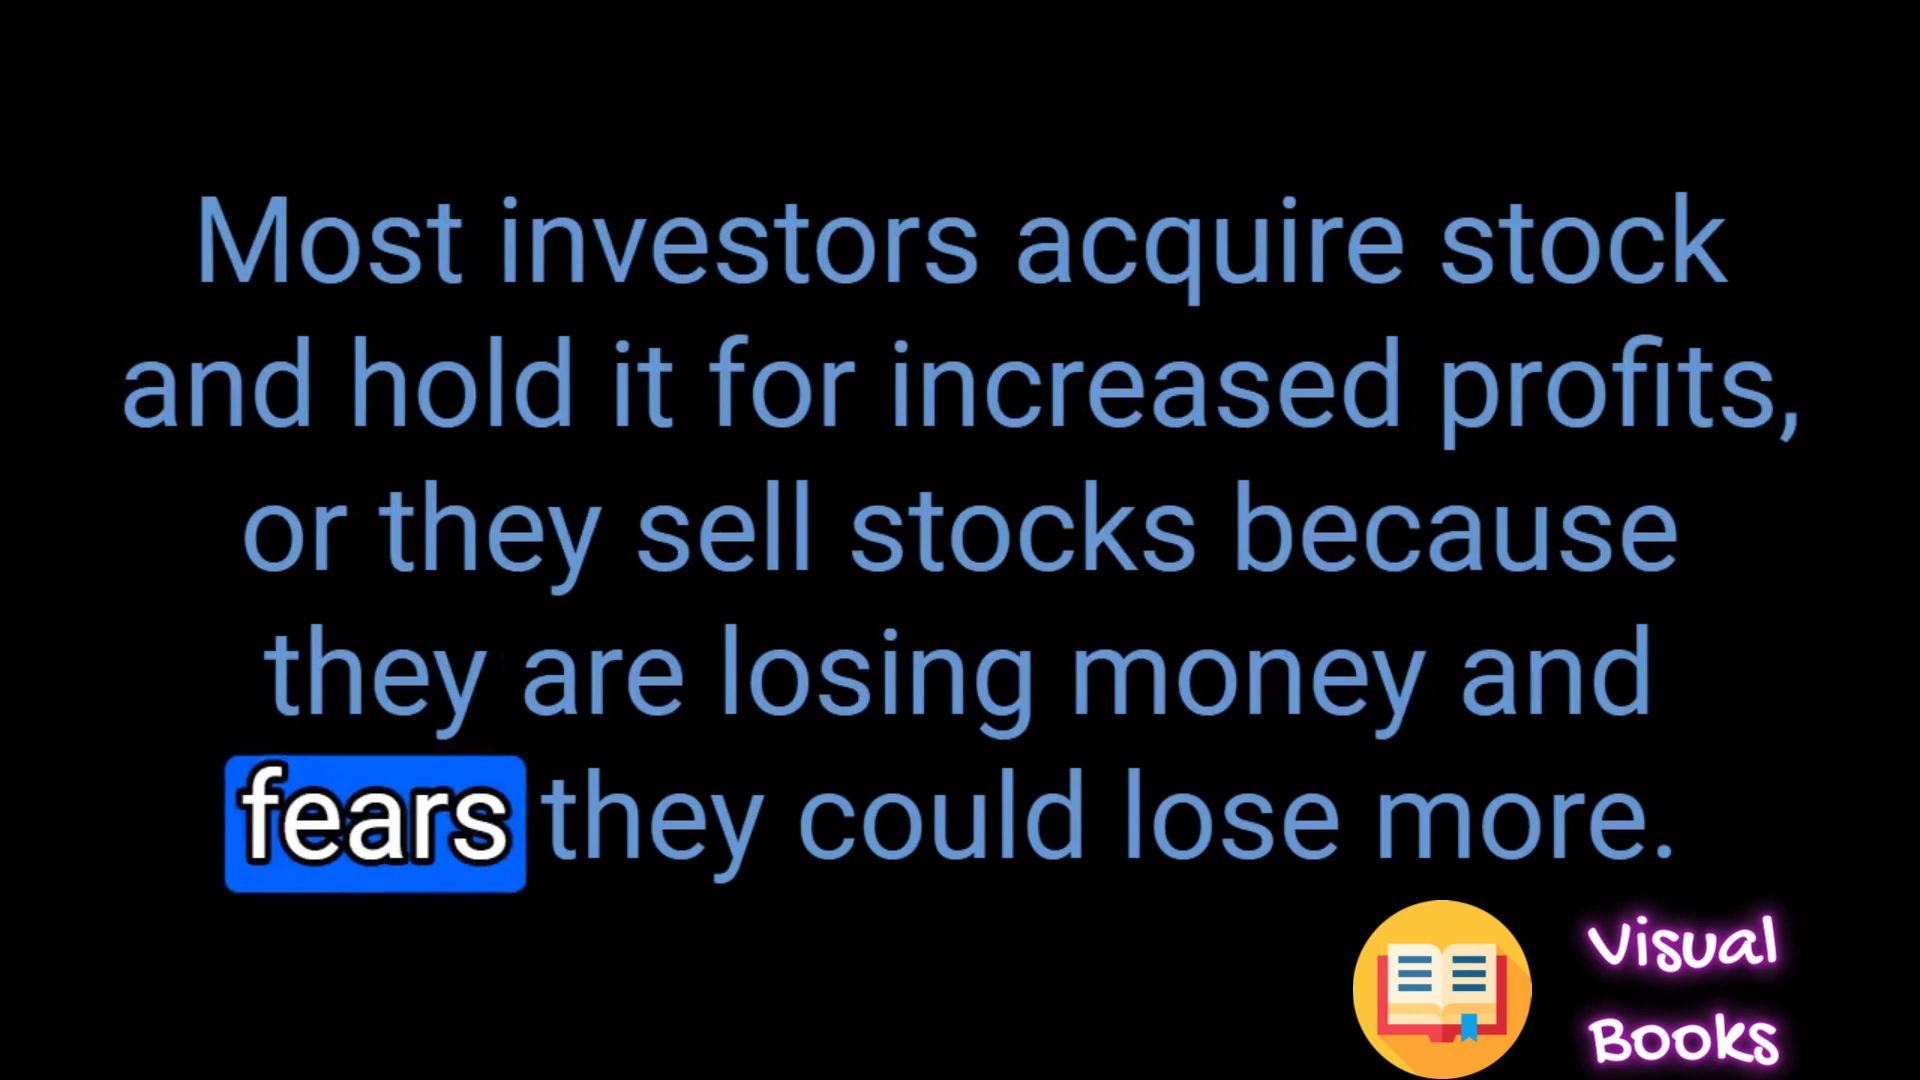 Most investors acquire stock
and hold it for increased profits,
or they sell stocks because
they are losing money and
fears they could lose more.
Visual
Books